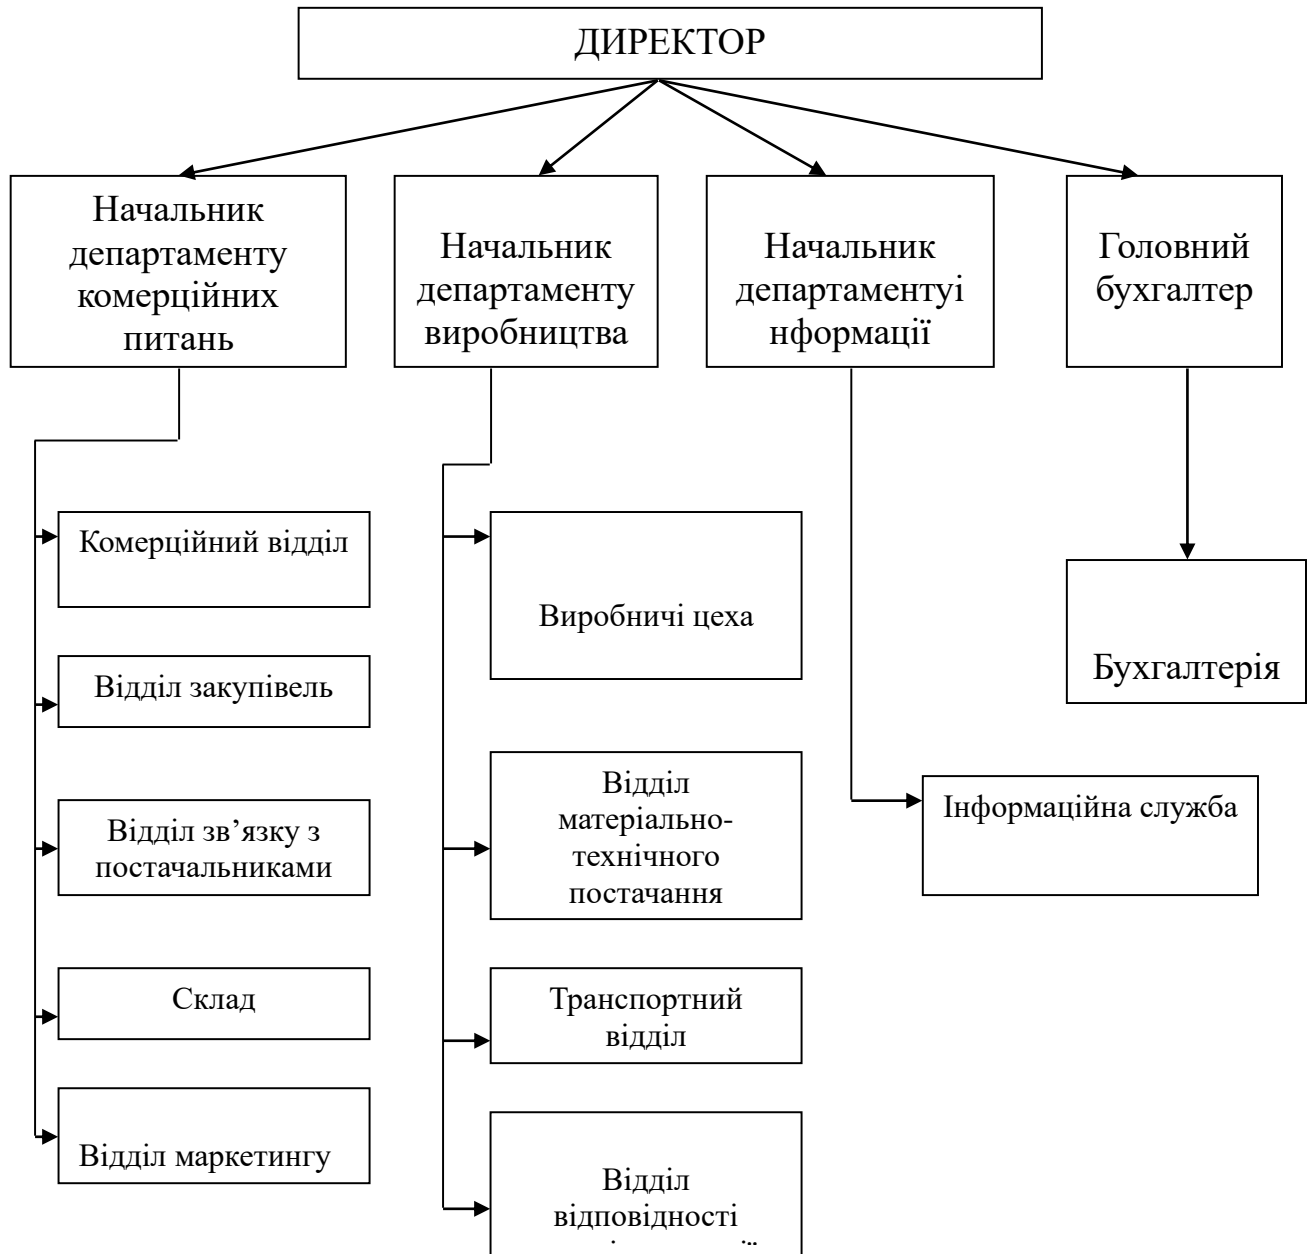 ДИРЕКТОР
Начальник
департаменту
комерційних
питань
Начальник
департаменту
виробництва
Начальник
департаментуі
нформації
Головний
бухгалтер
Комерційний відділ
Відділ закупівель
Відділ зв’язку з
постачальниками
Склад
Відділ маркетингу
Виробничі цеха
Відділ
матеріально-
технічного
постачання
Транспортний
відділ
Відділ
відповідності
Інформаційна служба
Бухгалтерія